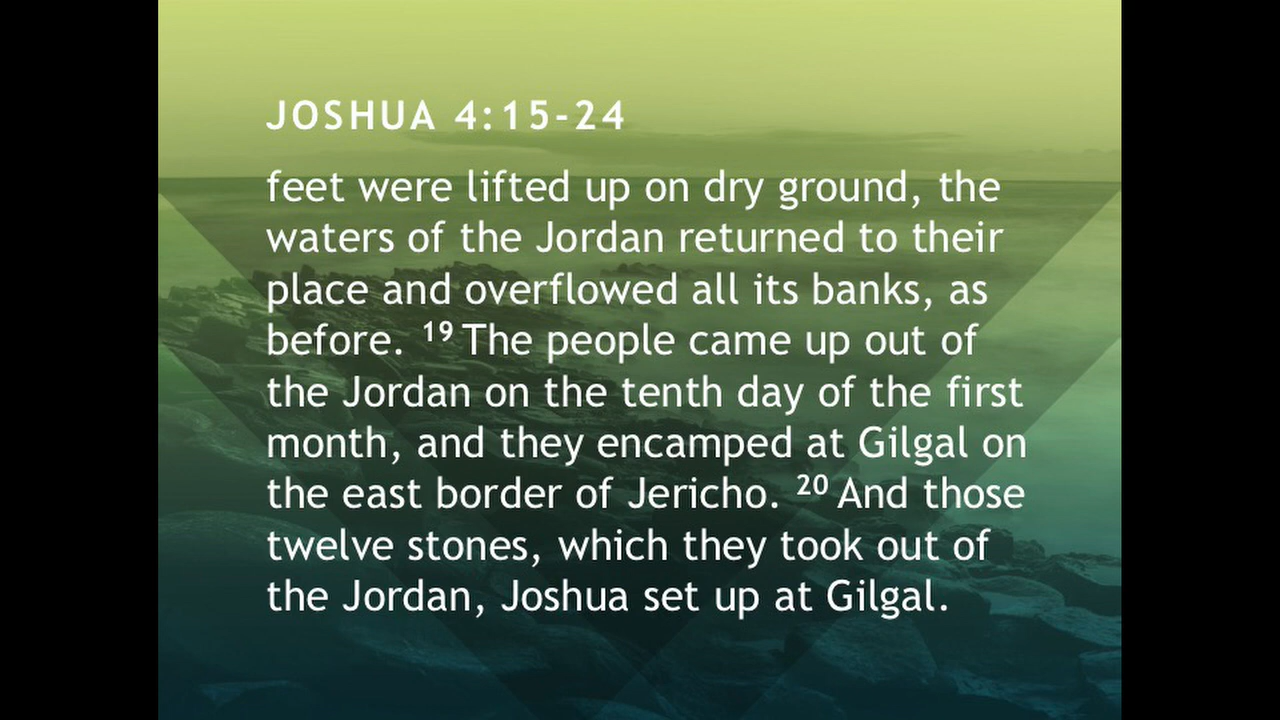 JOSHUA 4:15-24
feet were lifted up on dry ground, the
waters of the Jordan returned to their
place and overflowed all its banks, as
before. 19 The people came up out of
the Jordan on the tenth day of the first
month, and they encamped at Gilgal on
the east border of Jericho. 20 And those
twelve stones, which they took out of
the Jordan, Joshua set up at Gilgal.